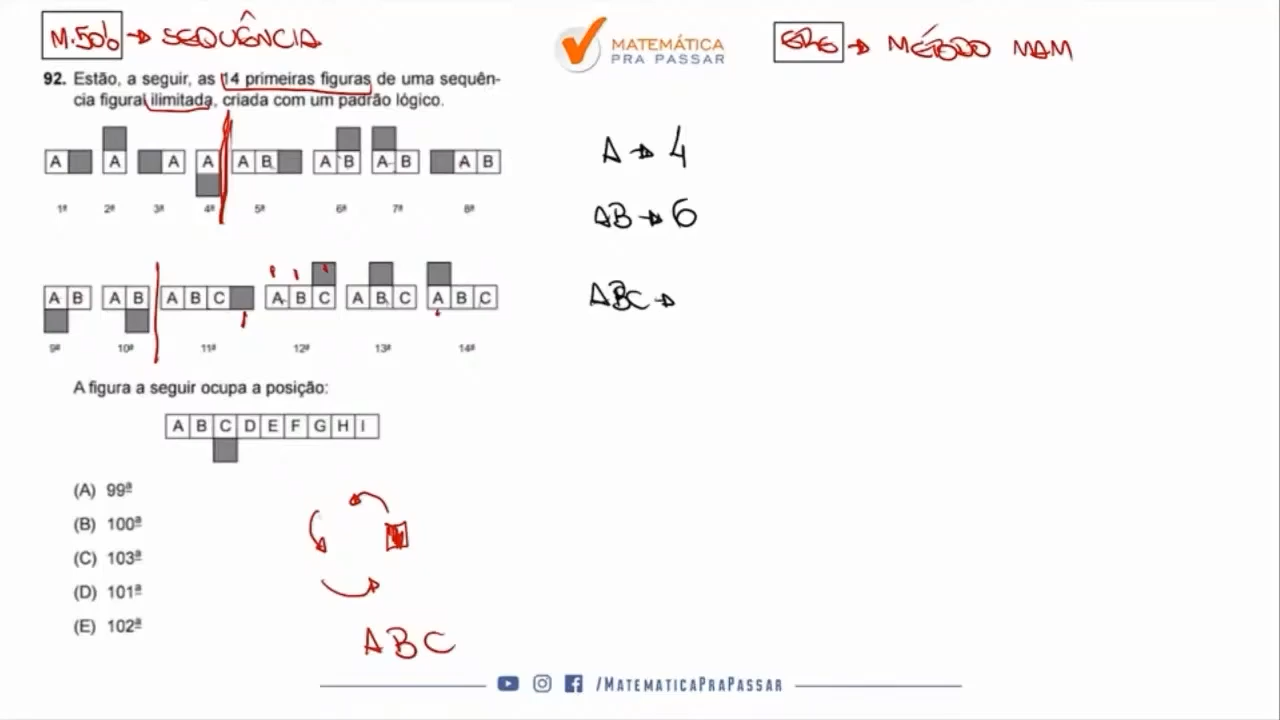 M.50% → SEQUÊNCIA
MATEMÁTICA
PRA PASSAR
→ MÉTODO MAM
92. Estão, a seguir, as 14 primeiras figuras de uma sequên-
cia figural ilimitada, criada com um padrão lógico.
A A A A A B A B A B A B
1ª 2ª 3ª 4ª 5ª 6ª 7ª 8ª
A → 4
AB → 6
A B A B A B C A B C A B C A B C
9ª 10ª 11ª 12ª 13ª 14ª
ABC →
A figura a seguir ocupa a posição:
A B C D E F G H I
(A) 99ª
(B) 100ª
(C) 103ª
(D) 101ª
(E) 102ª
A B C
/MATEMATICAPRAPASSAR